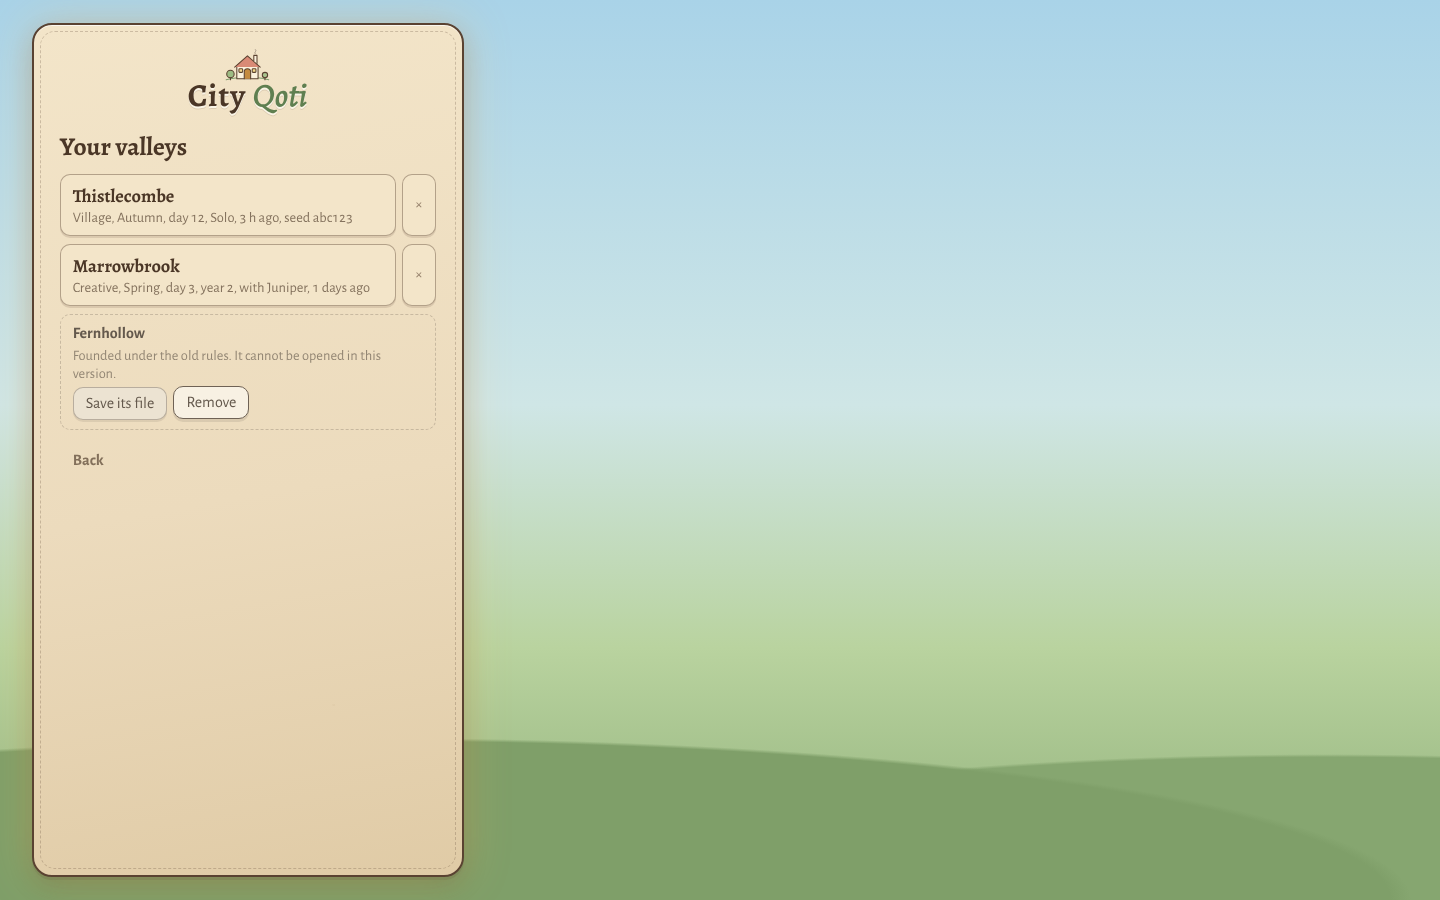 City Qoti
Your valleys
Thistlecombe
Village, Autumn, day 12, Solo, 3 h ago, seed abc123
×
Marrowbrook
Creative, Spring, day 3, year 2, with Juniper, 1 days ago
×
Fernhollow
Founded under the old rules. It cannot be opened in this
version.
Save its file
Remove
Back